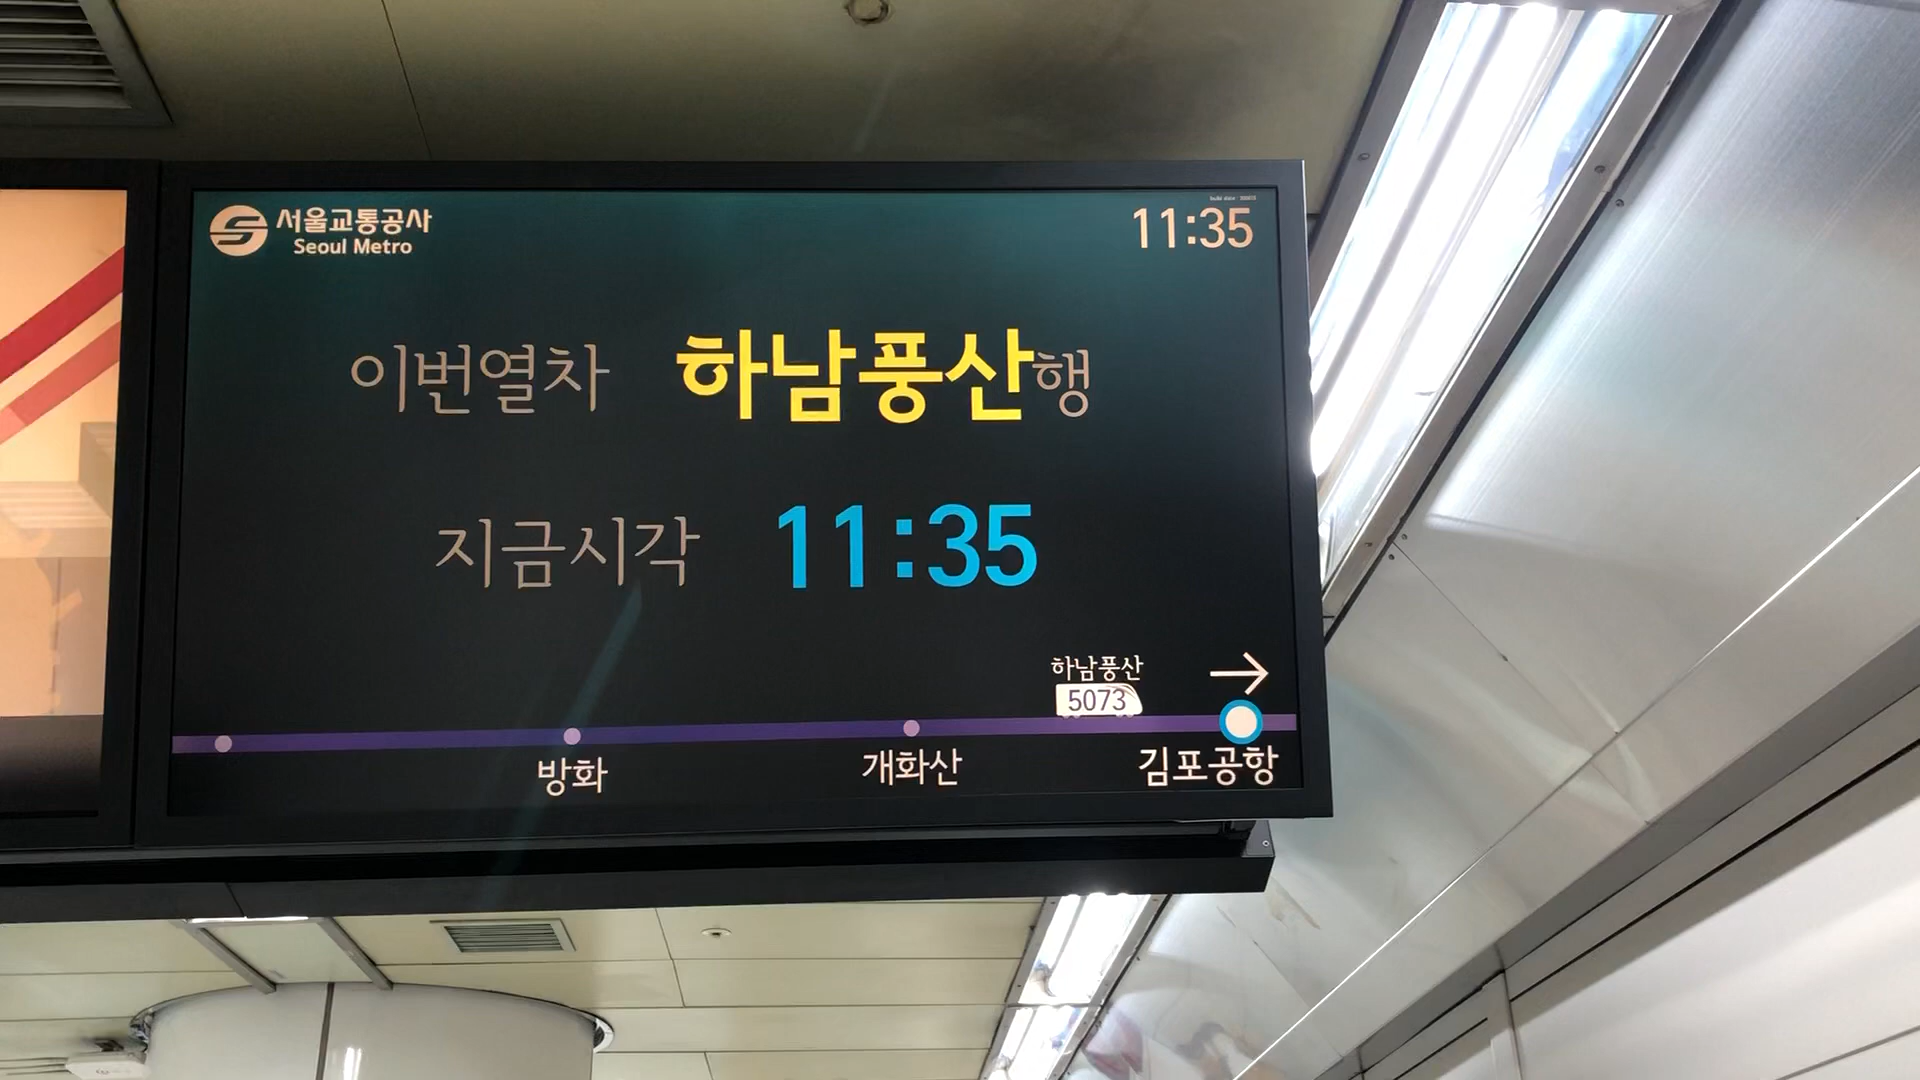 서울교통공사
Seoul Metro
11:35
이번열차 하남풍산행
지금시각 11:35
하남풍산
→
5073
방화 개화산 김포공항